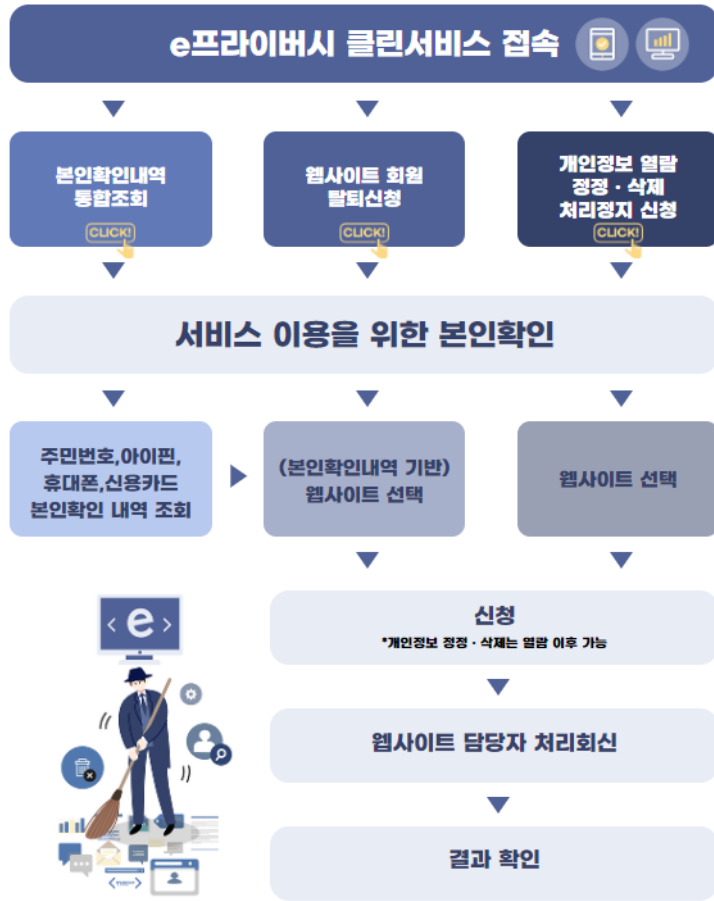 e프라이버시 클린서비스 접속
본인확인내역
통합조회
CLICK!
웹사이트 회원
탈퇴신청
CLICK!
개인정보 열람
정정 · 삭제
처리정지 신청
CLICK!
서비스 이용을 위한 본인확인
주민번호,아이핀,
휴대폰,신용카드
본인확인 내역 조회
(본인확인내역 기반)
웹사이트 선택
웹사이트 선택
신청
*개인정보 정정 · 삭제는 열람 이후 가능
< e >
웹사이트 담당자 처리회신
결과 확인